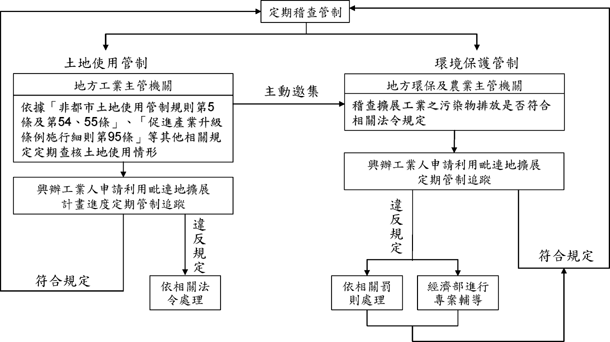 定期稽查管制
土地使用管制
地方工業主管機關
依據「非都市土地使用管制規則第5
條及第54、55條」、「促進產業升級
條例施行細則第95條」等其他相關規
定定期查核土地使用情形
主動邀集
環境保護管制
地方環保及農業主管機關
稽查擴展工業之污染物排放是否符合
相關法令規定
興辦工業人申請利用毗連地擴展
計畫進度定期管制追蹤
興辦工業人申請利用毗連地擴展
定期管制追蹤
違反規定
符合規定
依相關法
令處理
違反規定
符合規定
依相關罰
則處理
經濟部進行
專案輔導